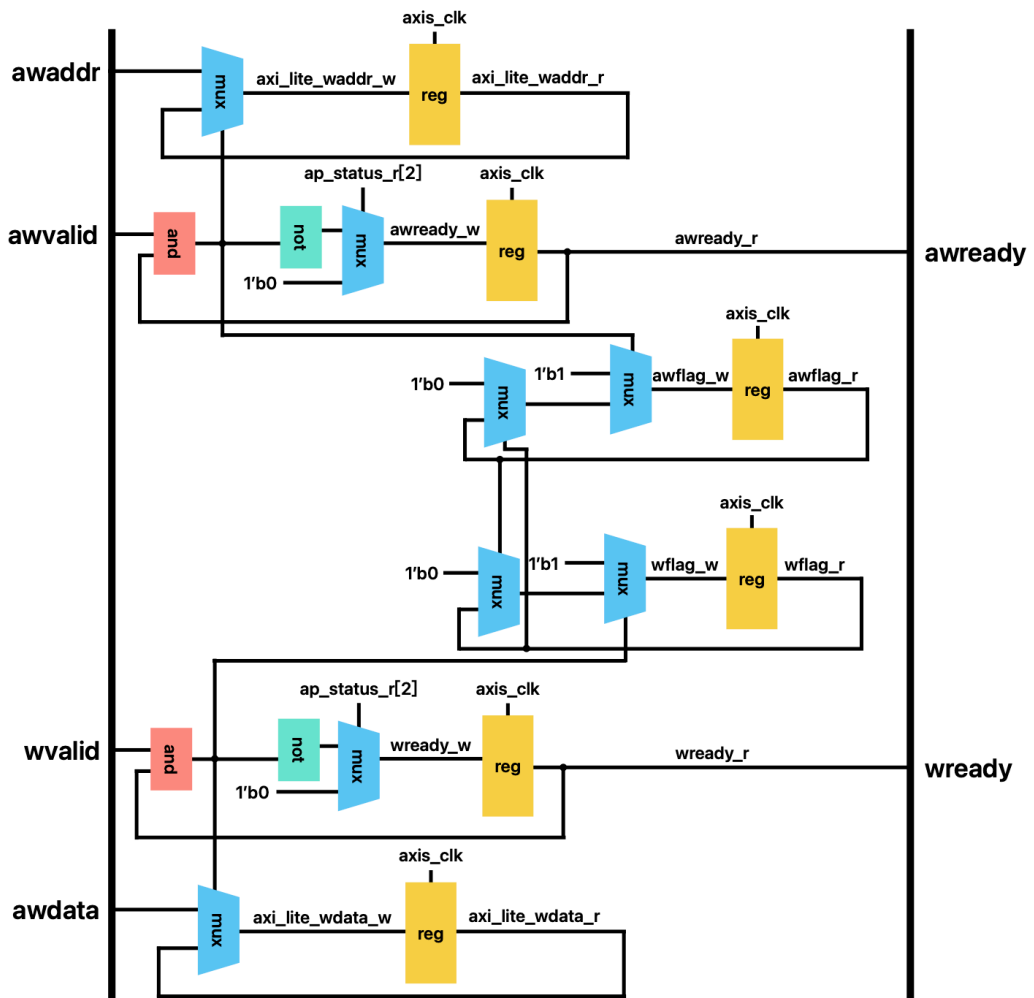 axis_clk
awaddr
mux
axi_lite_waddr_w
reg
axi_lite_waddr_r
ap_status_r[2]
axis_clk
awvalid
and
not
mux
awready_w
reg
awready_r
awready
1'b0
axis_clk
1'b0
mux
1'b1
mux
awflag_w
reg
awflag_r
axis_clk
1'b0
mux
1'b1
mux
wflag_w
reg
wflag_r
ap_status_r[2]
axis_clk
wvalid
and
not
mux
wready_w
reg
wready_r
wready
1'b0
axis_clk
awdata
mux
axi_lite_wdata_w
reg
axi_lite_wdata_r